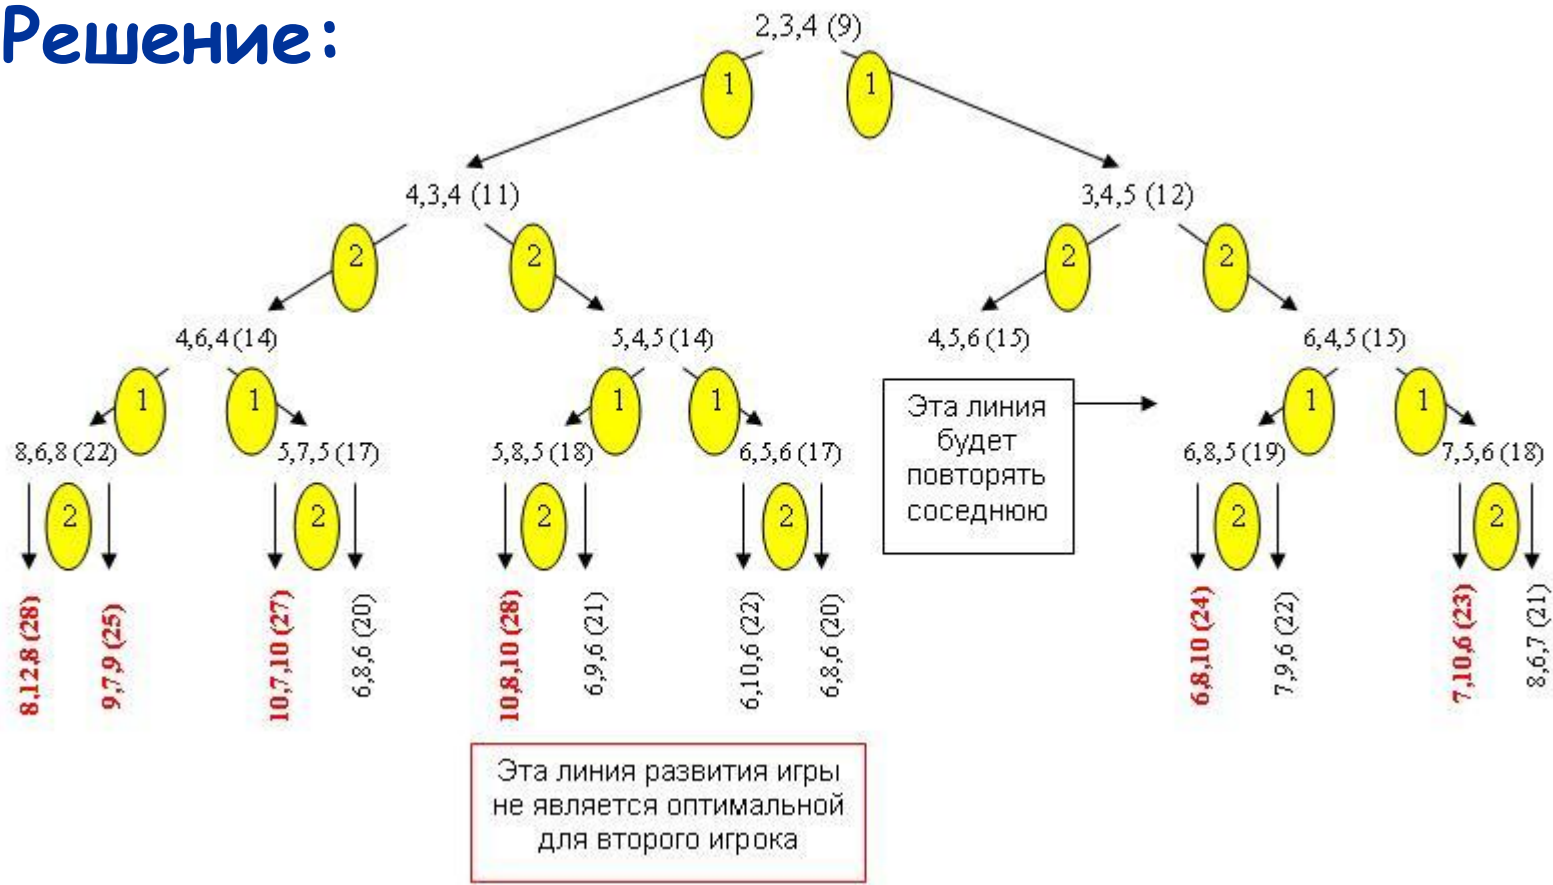 Решение:
2,3,4 (9)
1 1
4,3,4 (11) 3,4,5 (12)
2 2 2 2
4,6,4 (14) 5,4,5 (14) 4,5,6 (15) 6,4,5 (15)
1 1 1 1 1 1
Эта линия
будет
повторять
соседнюю
8,6,8 (22) 5,7,5 (17) 5,8,5 (18) 6,5,6 (17) 6,8,5 (19) 7,5,6 (18)
2 2 2 2 2 2
8,12,8 (28)
9,7,9 (25)
10,7,10 (27)
6,8,6 (20)
10,8,10 (28)
6,9,6 (21)
6,10,6 (22)
6,8,6 (20)
6,8,10 (24)
7,9,6 (22)
7,10,6 (23)
8,6,7 (21)
Эта линия развития игры
не является оптимальной
для второго игрока